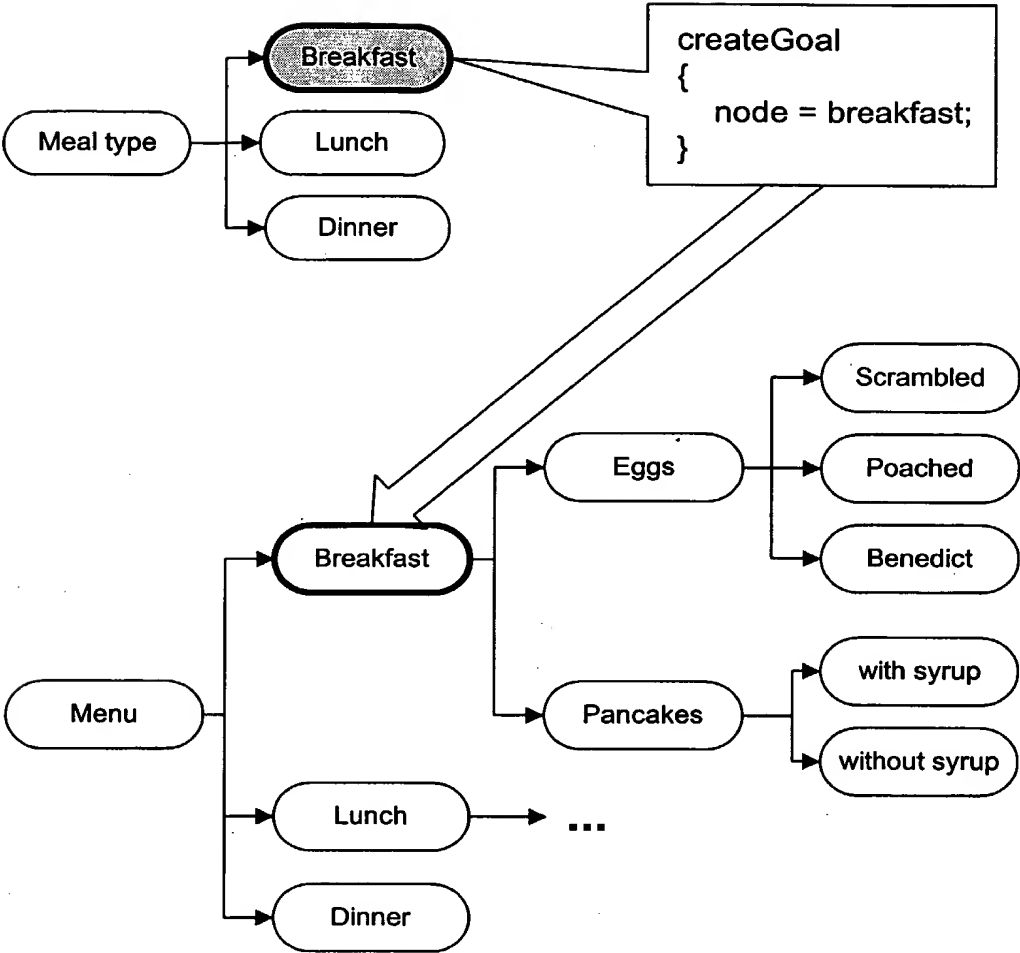 Breakfast
createGoal
{
node = breakfast;
}
Meal type
Lunch
Dinner
Scrambled
Eggs
Poached
Breakfast
Benedict
with syrup
Menu
Pancakes
without syrup
Lunch
...
Dinner